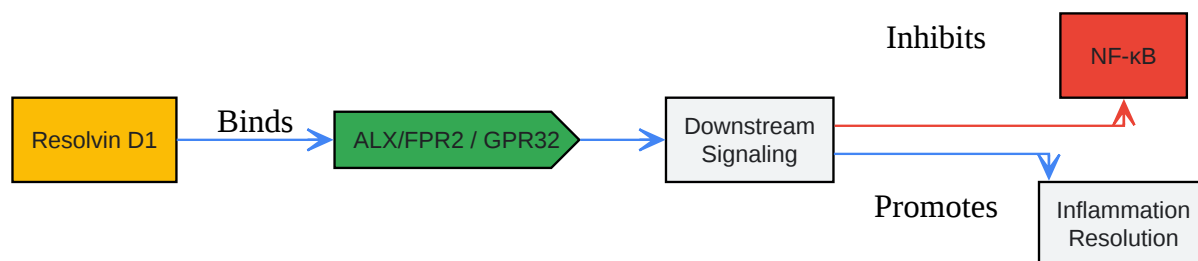 Inhibits
NF-κB
Resolvin D1
Binds
ALX/FPR2 / GPR32
Downstream
Signaling
Promotes
Inflammation
Resolution